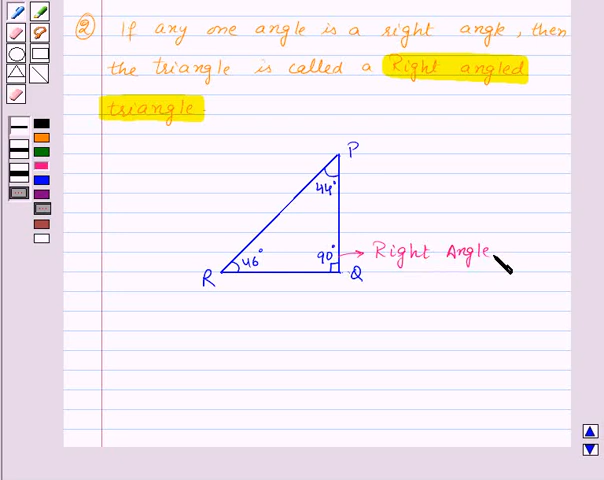 ② If any one angle is a right angle, then
the triangle is called a Right angled
triangle.
P
44°
46° 90° → Right Angle
R Q